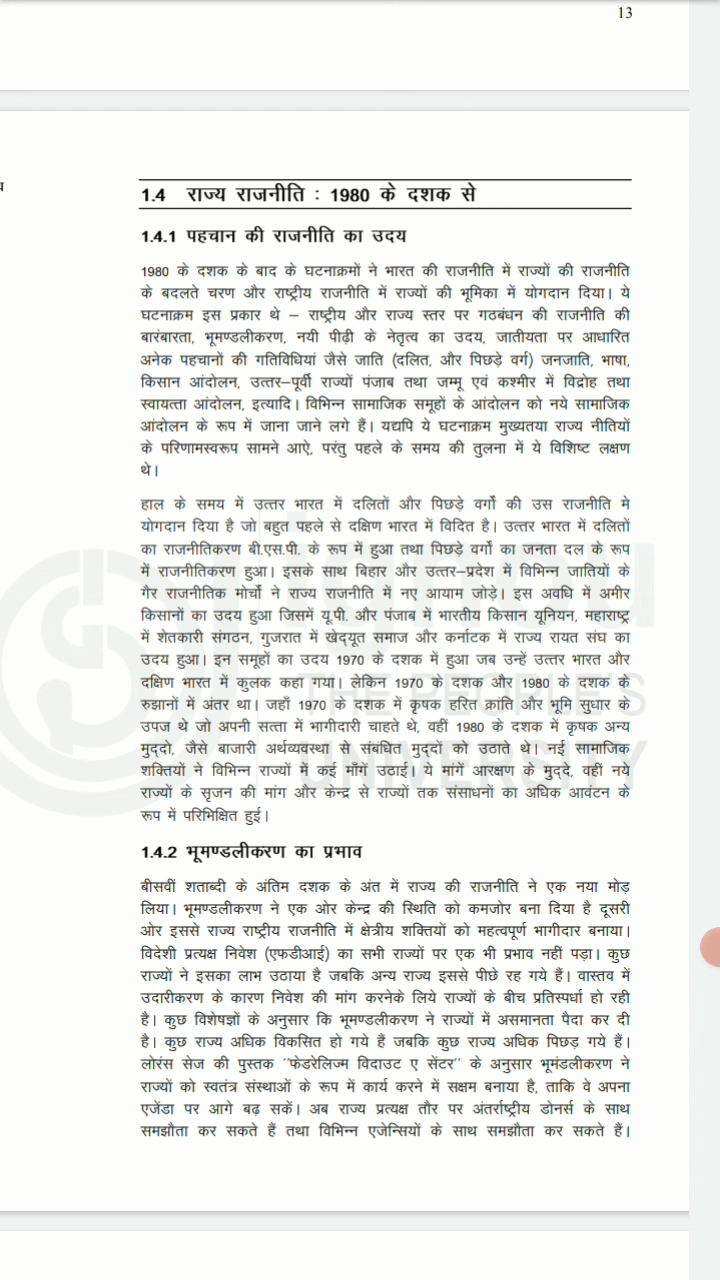 13
1.4 राज्य राजनीति : 1980 के दशक से
1.4.1 पहचान की राजनीति का उदय
1980 के दशक के बाद के घटनाक्रमों ने भारत की राजनीति में राज्यों की राजनीति
के बदलते चरण और राष्ट्रीय राजनीति में राज्यों की भूमिका में योगदान दिया। ये
घटनाक्रम इस प्रकार थे – राष्ट्रीय और राज्य स्तर पर गठबंधन की राजनीति की
बारंबारता, भूमण्डलीकरण, नयी पीढ़ी के नेतृत्व का उदय, जातीयता पर आधारित
अनेक पहचानों की गतिविधियां जैसे जाति (दलित, और पिछड़े वर्ग) जनजाति, भाषा,
किसान आंदोलन, उत्तर–पूर्वी राज्यों पंजाब तथा जम्मू एवं कश्मीर में विद्रोह तथा
स्वायत्ता आंदोलन, इत्यादि। विभिन्न सामाजिक समूहों के आंदोलन को नये सामाजिक
आंदोलन के रूप में जाना जाने लगे हैं। यद्यपि ये घटनाक्रम मुख्यतया राज्य नीतियों
के परिणामस्वरूप सामने आऐ, परंतु पहले के समय की तुलना में ये विशिष्ट लक्षण
थे।
हाल के समय में उत्तर भारत में दलितों और पिछड़े वर्गों की उस राजनीति मे
योगदान दिया है जो बहुत पहले से दक्षिण भारत में विदित है। उत्तर भारत में दलितों
का राजनीतिकरण बी.एस.पी. के रूप में हुआ तथा पिछड़े वर्गो का जनता दल के रूप
में राजनीतिकरण हुआ। इसके साथ बिहार और उत्तर–प्रदेश में विभिन्न जातियों के
गैर राजनीतिक मोर्चो ने राज्य राजनीति में नए आयाम जोड़े। इस अवधि में अमीर
किसानों का उदय हुआ जिसमें यू.पी. और पंजाब में भारतीय किसान यूनियन, महाराष्ट्र
में शेतकारी संगठन, गुजरात में खेद्यूत समाज और कर्नाटक में राज्य रायत संघ का
उदय हुआ। इन समूहों का उदय 1970 के दशक में हुआ जब उन्हें उत्तर भारत और
दक्षिण भारत में कुलक कहा गया। लेकिन 1970 के दशक और 1980 के दशक के
रुझानों में अंतर था। जहाँ 1970 के दशक में कृषक हरित क्रांति और भूमि सुधार के
उपज थे जो अपनी सत्ता में भागीदारी चाहते थे, वहीं 1980 के दशक में कृषक अन्य
मुद्दो, जैसे बाजारी अर्थव्यवस्था से संबंधित मुद्दों को उठाते थे। नई सामाजिक
शक्तियों ने विभिन्न राज्यों में कई माँगें उठाई। ये मांगें आरक्षण के मुद्दे, वहीं नये
राज्यों के सृजन की मांग और केन्द्र से राज्यों तक संसाधनों का अधिक आवंटन के
रूप में परिभिक्षित हुई।
ignou
THE PEOPLE'S
UNIVERSITY
1.4.2 भूमण्डलीकरण का प्रभाव
बीसवीं शताब्दी के अंतिम दशक के अंत में राज्य की राजनीति ने एक नया मोड़
लिया। भूमण्डलीकरण ने एक ओर केन्द्र की स्थिति को कमजोर बना दिया है दूसरी
ओर इससे राज्य राष्ट्रीय राजनीति में क्षेत्रीय शक्तियों को महत्वपूर्ण भागीदार बनाया।
विदेशी प्रत्यक्ष निवेश (एफडीआई) का सभी राज्यों पर एक भी प्रभाव नहीं पड़ा। कुछ
राज्यों ने इसका लाभ उठाया है जबकि अन्य राज्य इससे पीछे रह गये हैं। वास्तव में
उदारीकरण के कारण निवेश की मांग करनेके लिये राज्यों के बीच प्रतिस्पर्धा हो रही
है। कुछ विशेषज्ञों के अनुसार कि भूमण्डलीकरण ने राज्यों में असमानता पैदा कर दी
है। कुछ राज्य अधिक विकसित हो गये हैं जबकि कुछ राज्य अधिक पिछड़ गये हैं।
लोरंस सेज की पुस्तक "फेडरेलिज्म विदाउट ए सेंटर" के अनुसार भूमंडलीकरण ने
राज्यों को स्वतंत्र संस्थाओं के रूप में कार्य करने में सक्षम बनाया है, ताकि वे अपना
एजेंडा पर आगे बढ़ सकें। अब राज्य प्रत्यक्ष तौर पर अंतर्राष्ट्रीय डोनर्स के साथ
समझौता कर सकते हैं तथा विभिन्न एजेन्सियों के साथ समझौता कर सकते हैं।